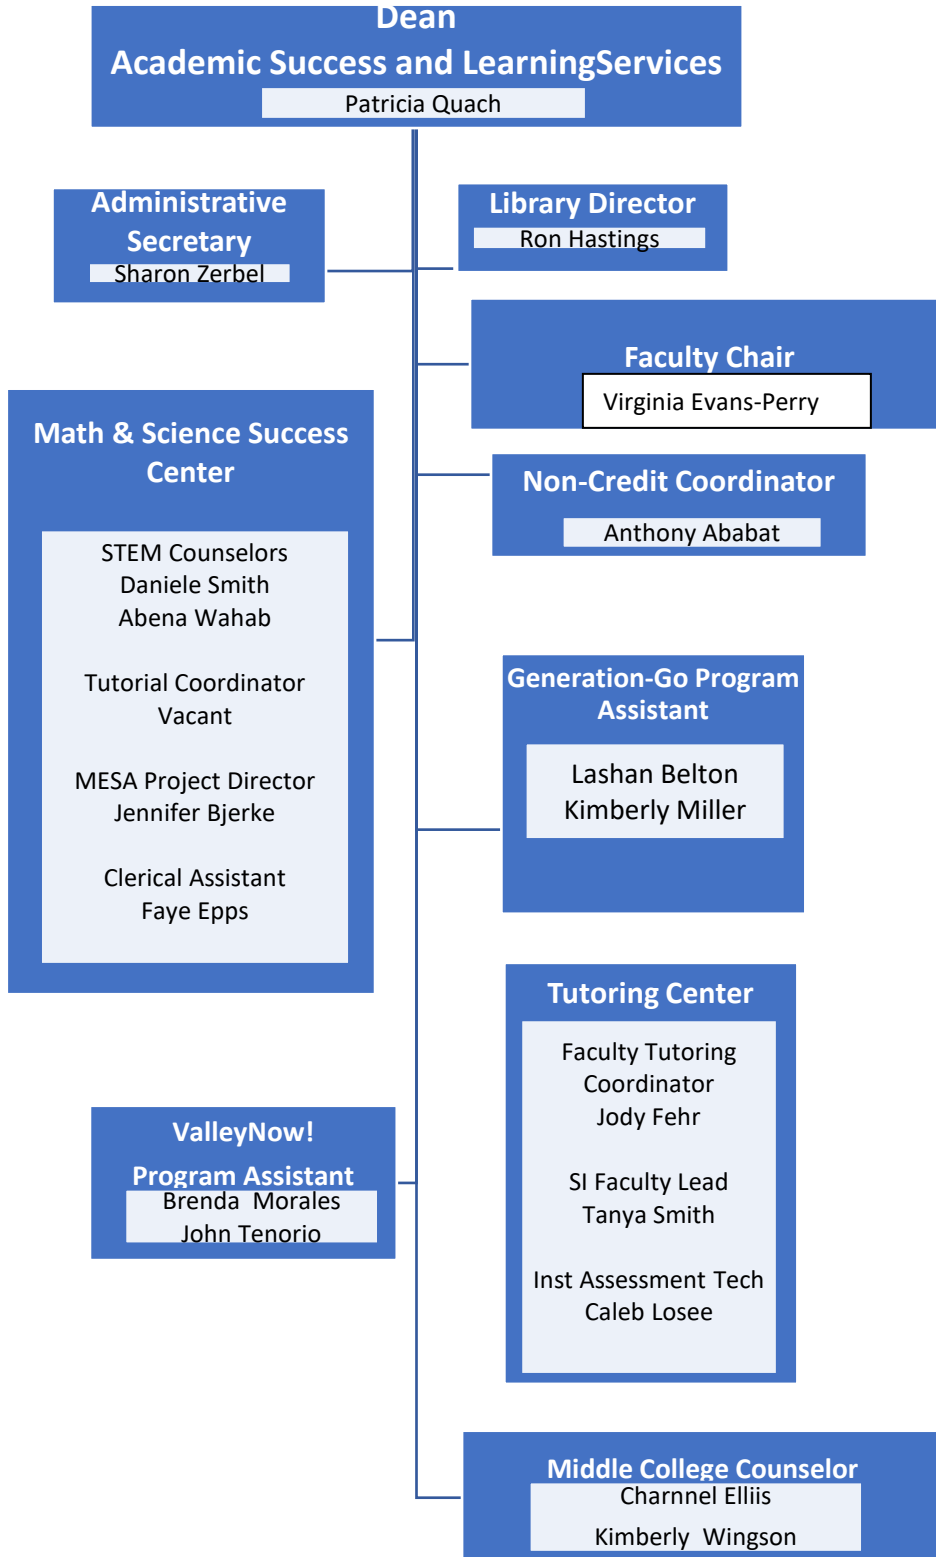 Dean
Academic Success and LearningServices
Patricia Quach
Administrative
Secretary
Sharon Zerbel
Library Director
Ron Hastings
Faculty Chair
Virginia Evans-Perry
Math & Science Success
Center
STEM Counselors
Daniele Smith
Abena Wahab
Tutorial Coordinator
Vacant
MESA Project Director
Jennifer Bjerke
Clerical Assistant
Faye Epps
Non-Credit Coordinator
Anthony Ababat
Generation-Go Program
Assistant
Lashan Belton
Kimberly Miller
Tutoring Center
Faculty Tutoring
Coordinator
Jody Fehr
SI Faculty Lead
Tanya Smith
Inst Assessment Tech
Caleb Losee
ValleyNow!
Program Assistant
Brenda Morales
John Tenorio
Middle College Counselor
Charnnel Elliis
Kimberly Wingson